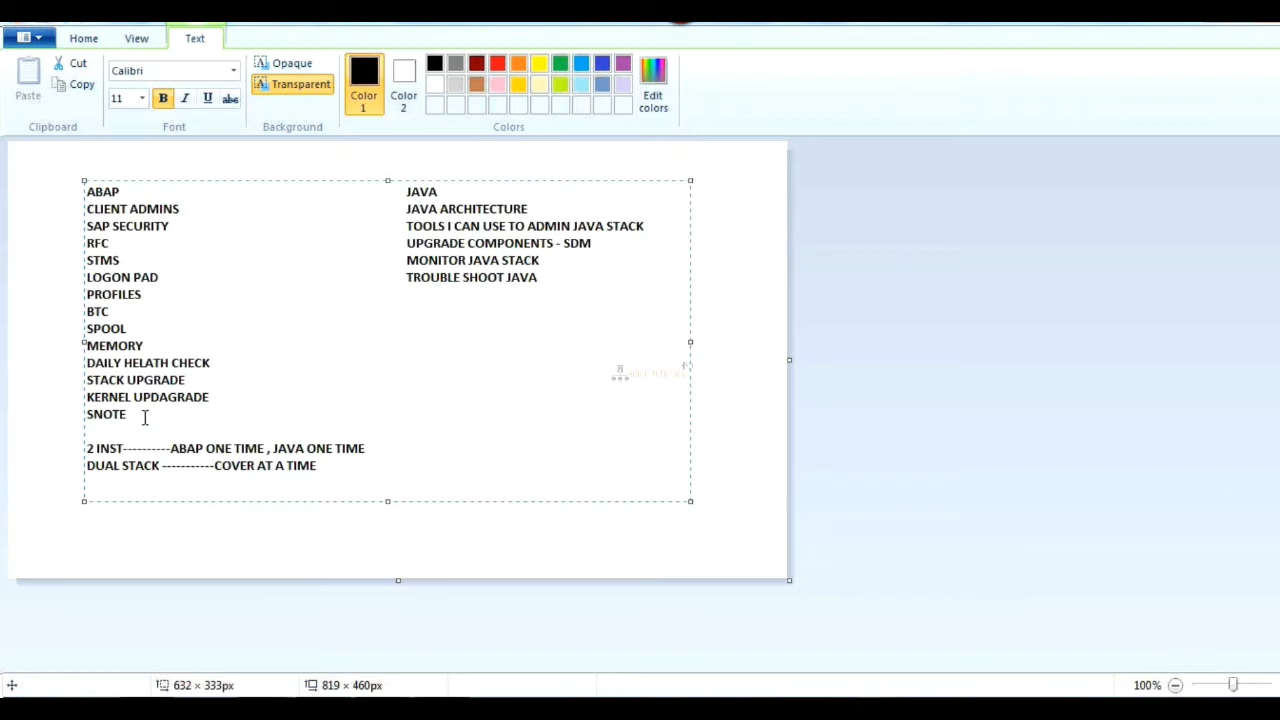 Home
View
Text
Paste
Cut
Copy
Clipboard
Calibri
11
B
I
U
abc
Font
Opaque
Transparent
Background
Color
1
Color
2
Edit
colors
Colors
ABAP
CLIENT ADMINS
SAP SECURITY
RFC
STMS
LOGON PAD
PROFILES
BTC
SPOOL
MEMORY
DAILY HELATH CHECK
STACK UPGRADE
KERNEL UPDAGRADE
SNOTE
2 INST----------ABAP ONE TIME , JAVA ONE TIME
DUAL STACK -----------COVER AT A TIME
JAVA
JAVA ARCHITECTURE
TOOLS I CAN USE TO ADMIN JAVA STACK
UPGRADE COMPONENTS - SDM
MONITOR JAVA STACK
TROUBLE SHOOT JAVA
632 × 333px
819 × 460px
100%